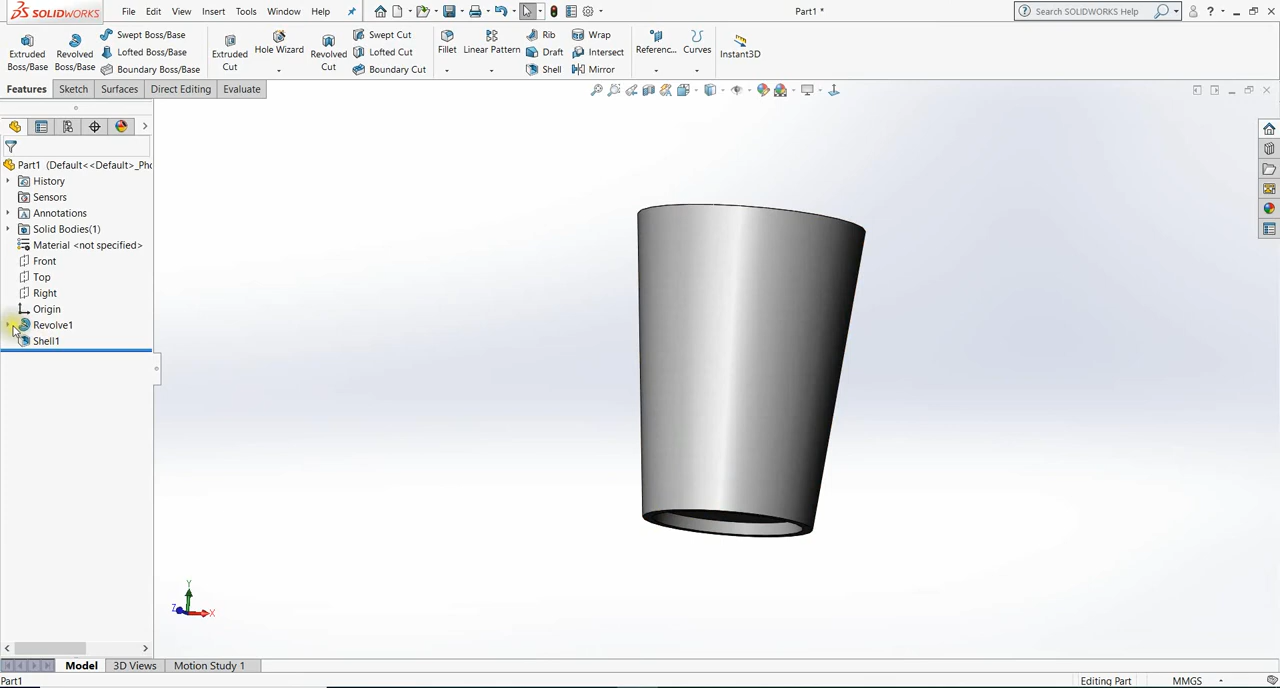 SOLIDWORKS File Edit View Insert Tools Window Help Part1 * Search SOLIDWORKS Help ?
Extruded Boss/Base
Revolved Boss/Base
Swept Boss/Base
Lofted Boss/Base
Boundary Boss/Base
Extruded Cut
Hole Wizard
Revolved Cut
Swept Cut
Lofted Cut
Boundary Cut
Fillet
Linear Pattern
Rib
Draft
Shell
Wrap
Intersect
Mirror
Referenc...
Curves
Instant3D
Features Sketch Surfaces Direct Editing Evaluate
Part1 (Default<<Default>_Pho
History
Sensors
Annotations
Solid Bodies(1)
Material <not specified>
Front
Top
Right
Origin
Revolve1
Shell1
Y
Z X
Model 3D Views Motion Study 1
Part1 Editing Part MMGS